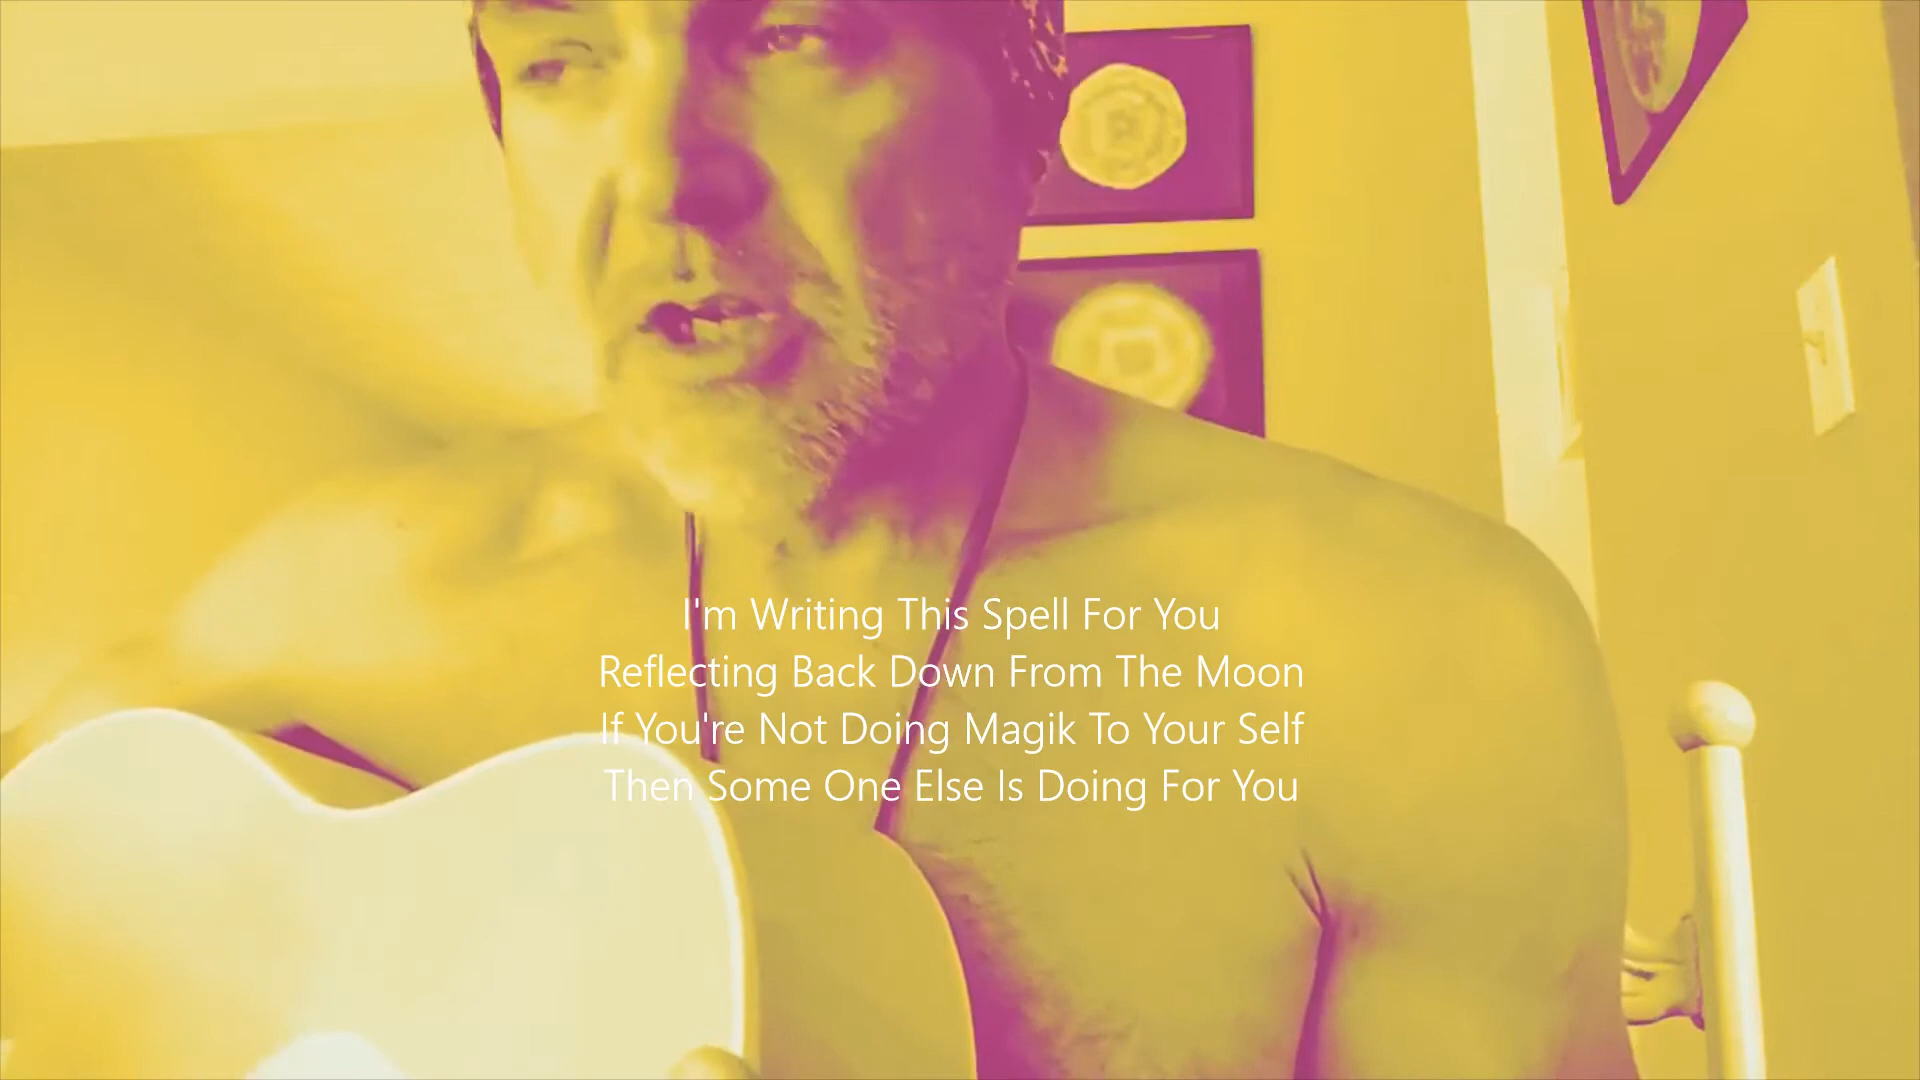 I'm Writing This Spell For You
Reflecting Back Down From The Moon
If You're Not Doing Magik To Your Self
Then Some One Else Is Doing For You